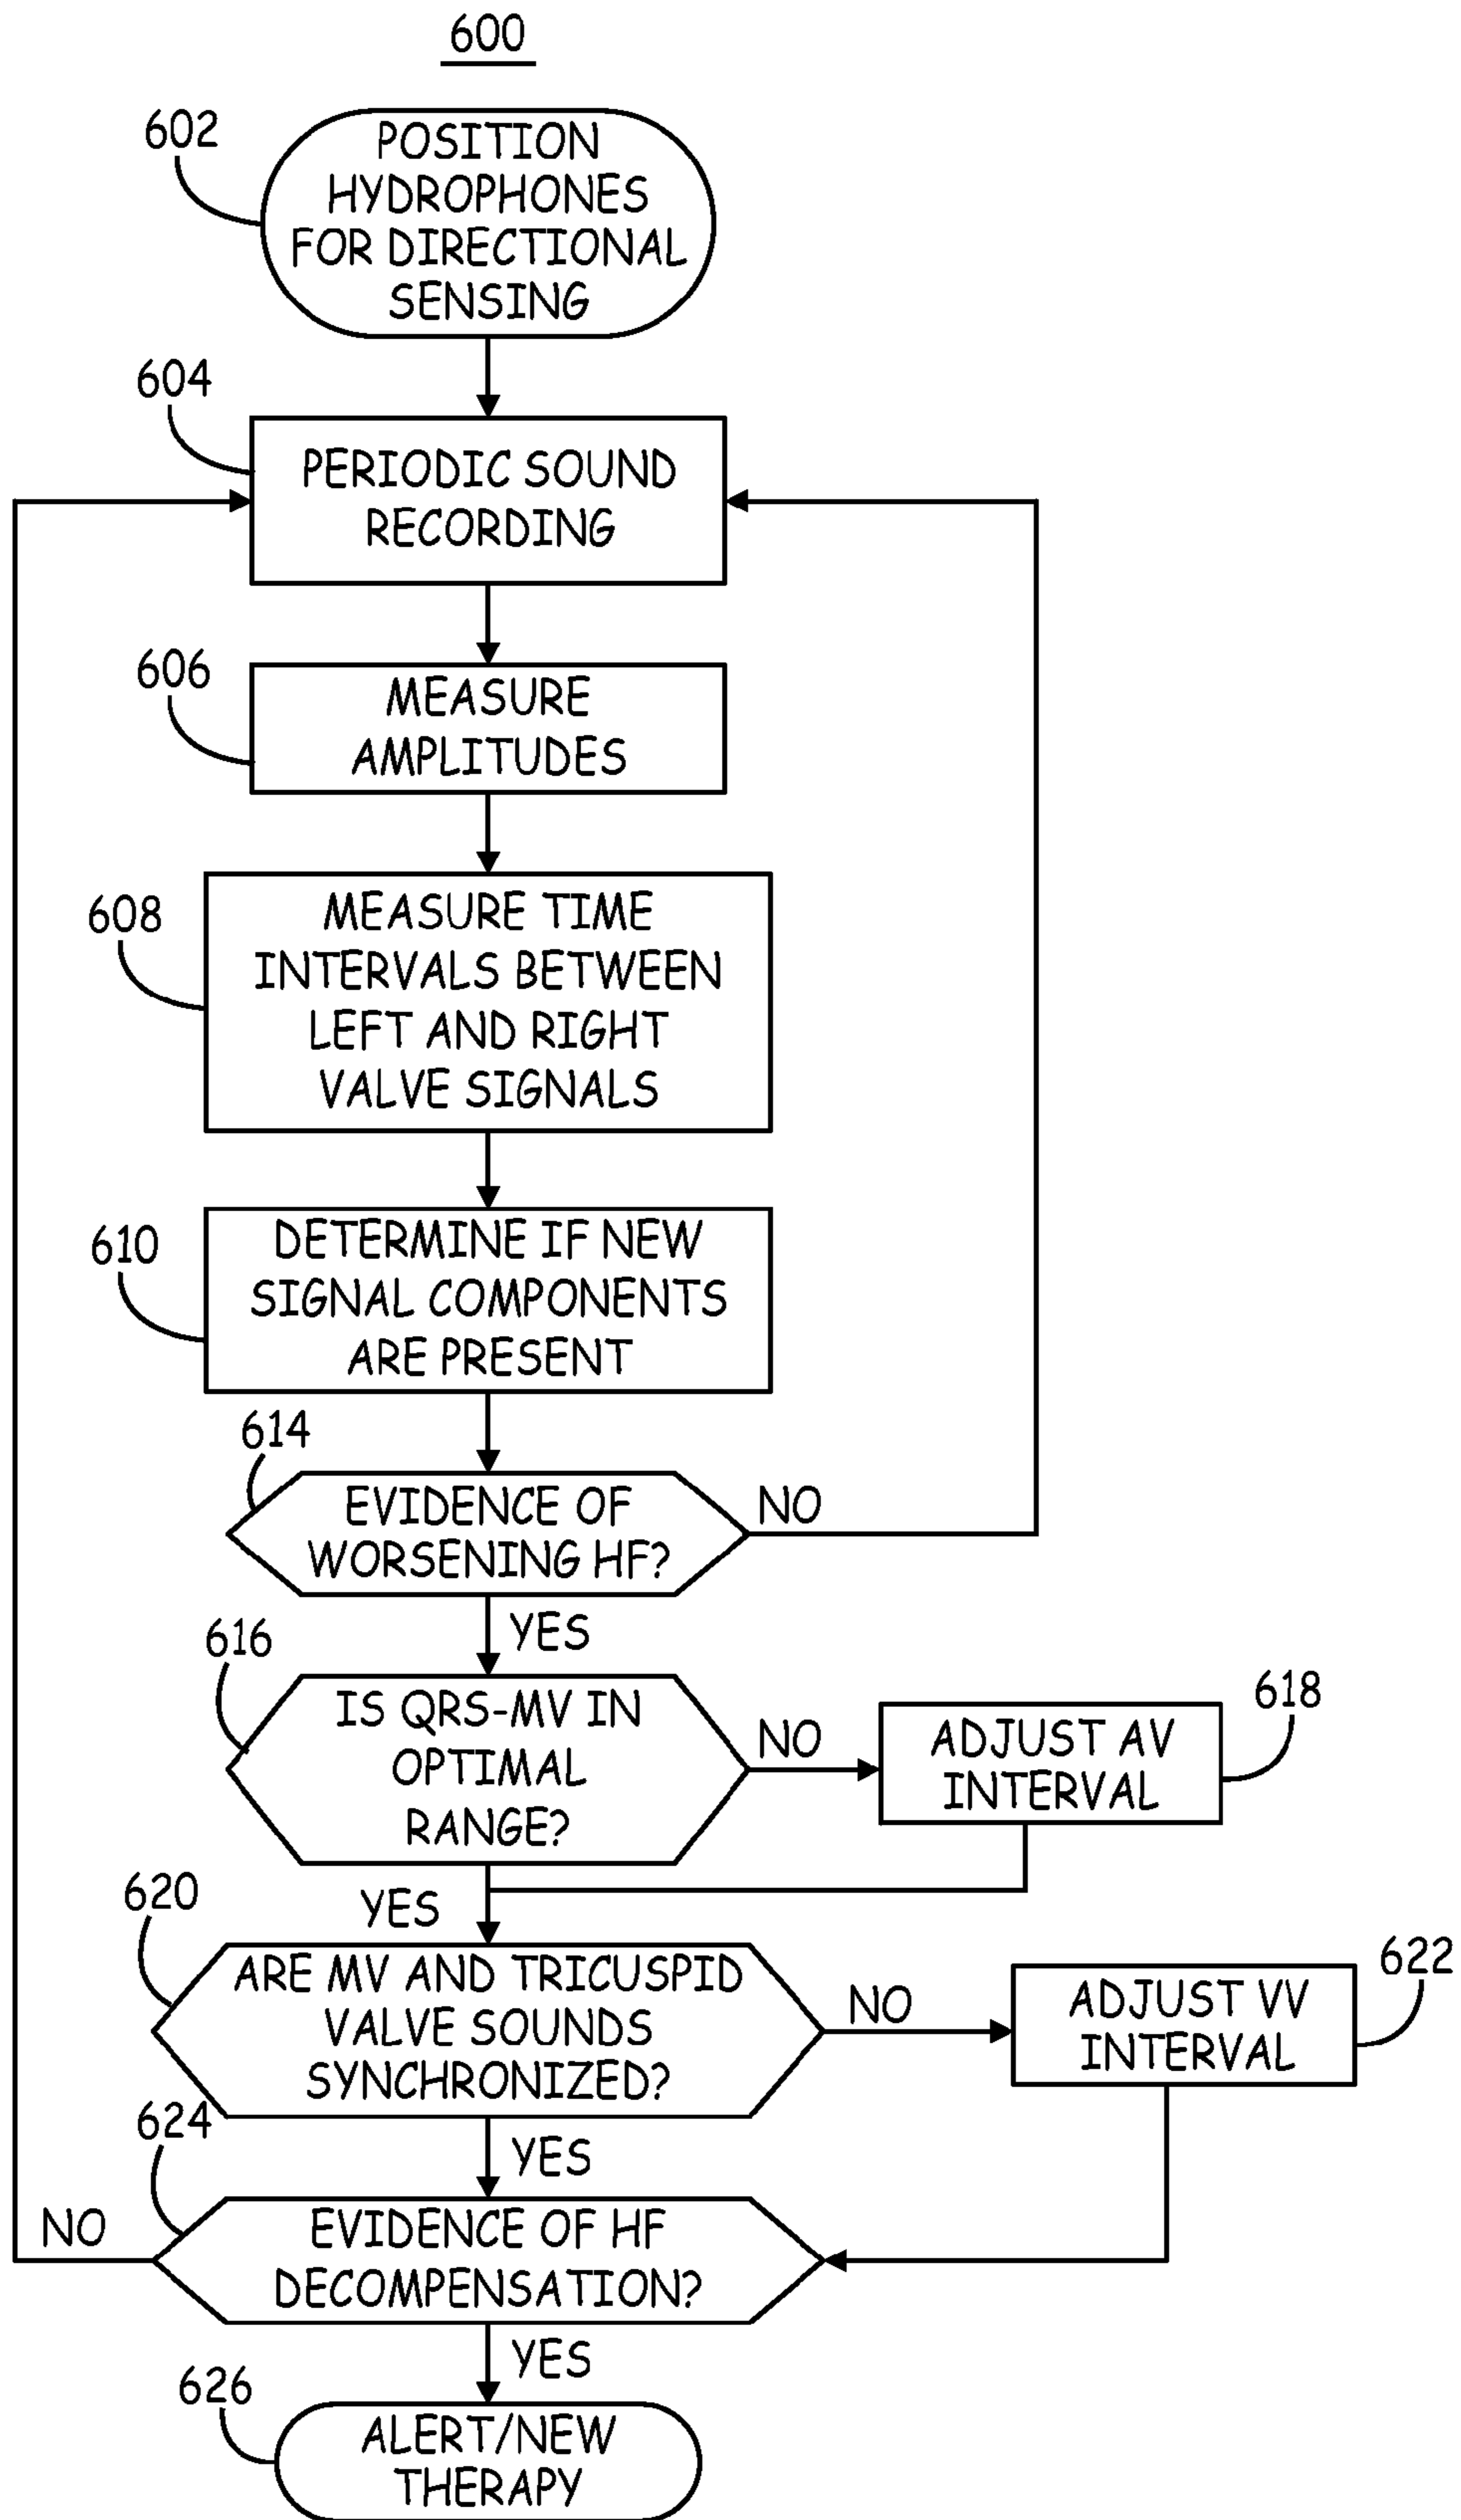 600
602
POSITION
HYDROPHONES
FOR DIRECTIONAL
SENSING
604
PERIODIC SOUND
RECORDING
606
MEASURE
AMPLITUDES
608
MEASURE TIME
INTERVALS BETWEEN
LEFT AND RIGHT
VALVE SIGNALS
610
DETERMINE IF NEW
SIGNAL COMPONENTS
ARE PRESENT
614
EVIDENCE OF
WORSENING HF?
NO
YES
616
IS QRS-MV IN
OPTIMAL
RANGE?
NO
ADJUST AV
INTERVAL
618
YES
620
ARE MV AND TRICUSPID
VALVE SOUNDS
SYNCHRONIZED?
NO
ADJUST VV
INTERVAL
622
YES
624
EVIDENCE OF HF
DECOMPENSATION?
NO
YES
626
ALERT/NEW
THERAPY